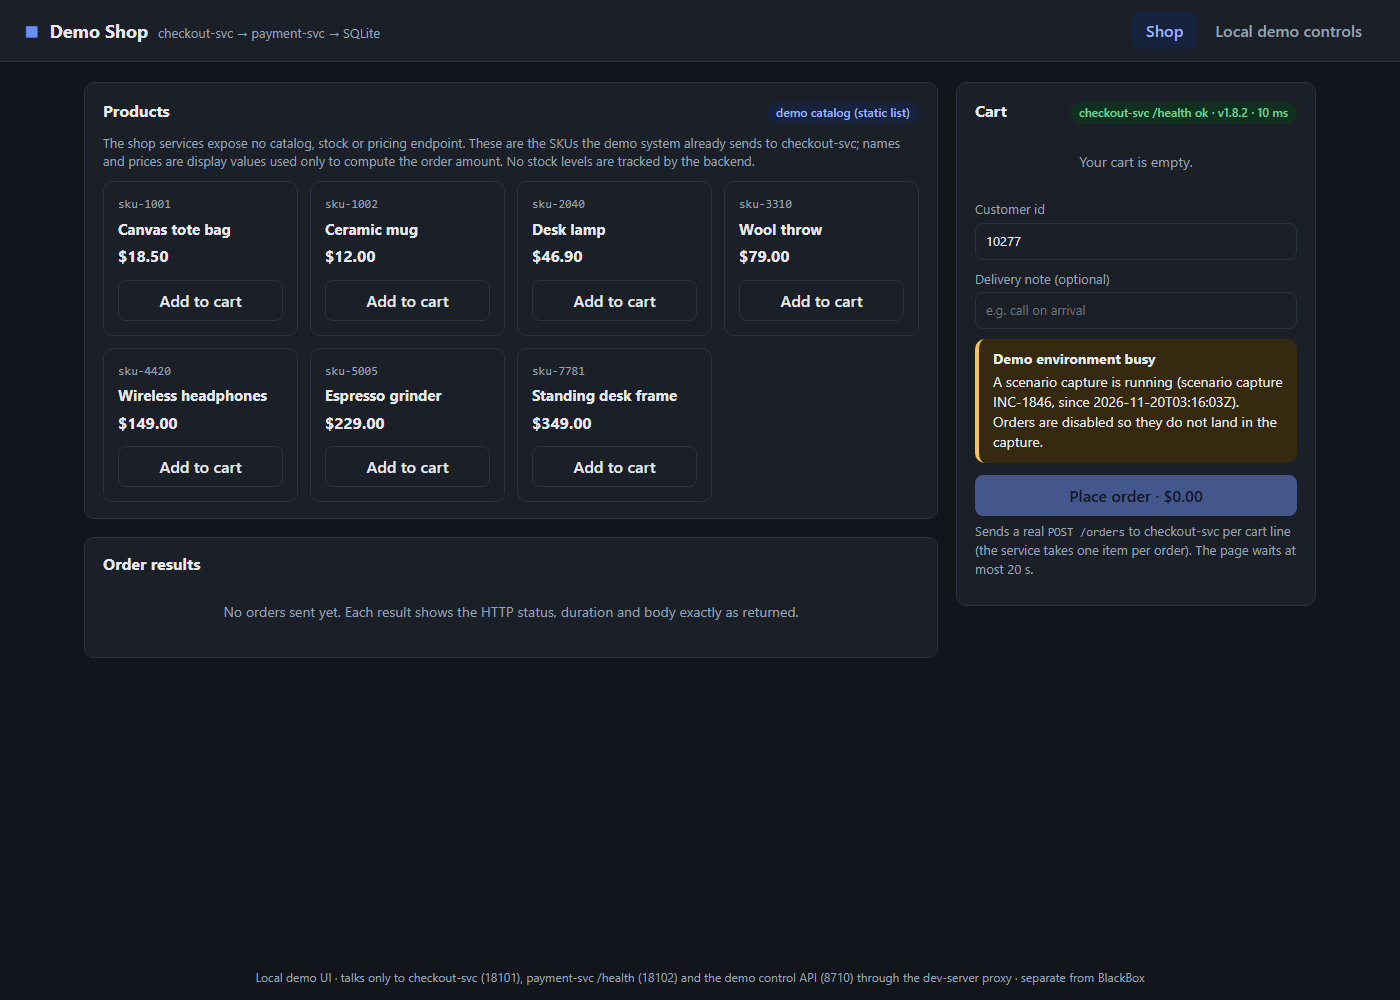 Demo Shop checkout-svc → payment-svc → SQLite
Shop
Local demo controls
Products
demo catalog (static list)
The shop services expose no catalog, stock or pricing endpoint. These are the SKUs the demo system already sends to checkout-svc; names
and prices are display values used only to compute the order amount. No stock levels are tracked by the backend.
sku-1001
Canvas tote bag
$18.50
Add to cart
sku-1002
Ceramic mug
$12.00
Add to cart
sku-2040
Desk lamp
$46.90
Add to cart
sku-3310
Wool throw
$79.00
Add to cart
sku-4420
Wireless headphones
$149.00
Add to cart
sku-5005
Espresso grinder
$229.00
Add to cart
sku-7781
Standing desk frame
$349.00
Add to cart
Order results
No orders sent yet. Each result shows the HTTP status, duration and body exactly as returned.
Cart
checkout-svc /health ok · v1.8.2 · 10 ms
Your cart is empty.
Customer id
10277
Delivery note (optional)
e.g. call on arrival
Demo environment busy
A scenario capture is running (scenario capture
INC-1846, since 2026-11-20T03:16:03Z).
Orders are disabled so they do not land in the
capture.
Place order · $0.00
Sends a real POST /orders to checkout-svc per cart line
(the service takes one item per order). The page waits at
most 20 s.
Local demo UI · talks only to checkout-svc (18101), payment-svc /health (18102) and the demo control API (8710) through the dev-server proxy · separate from BlackBox